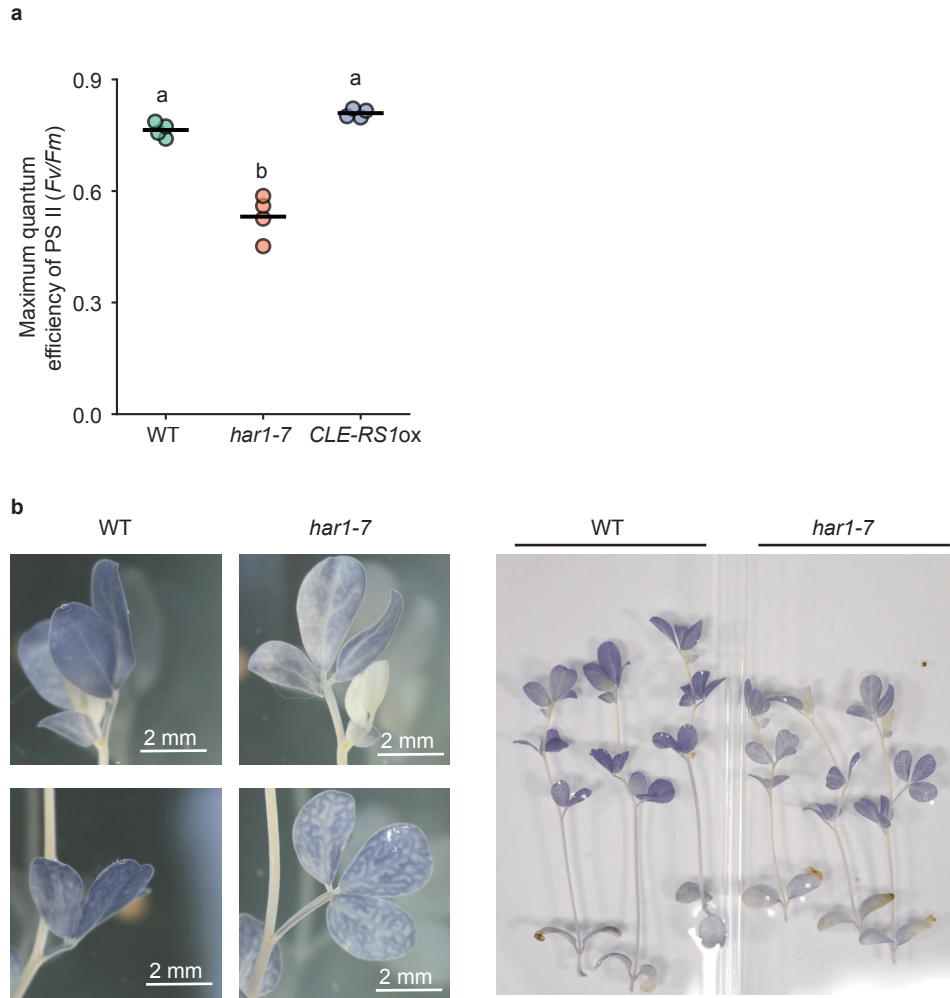 a
Maximum quantum
efficiency of PS II (Fv/Fm)
0.9
0.6
0.3
0.0
a
b
a
WT
har1-7
CLE-RS1ox
b
WT
har1-7
WT
har1-7
2 mm
2 mm
2 mm
2 mm